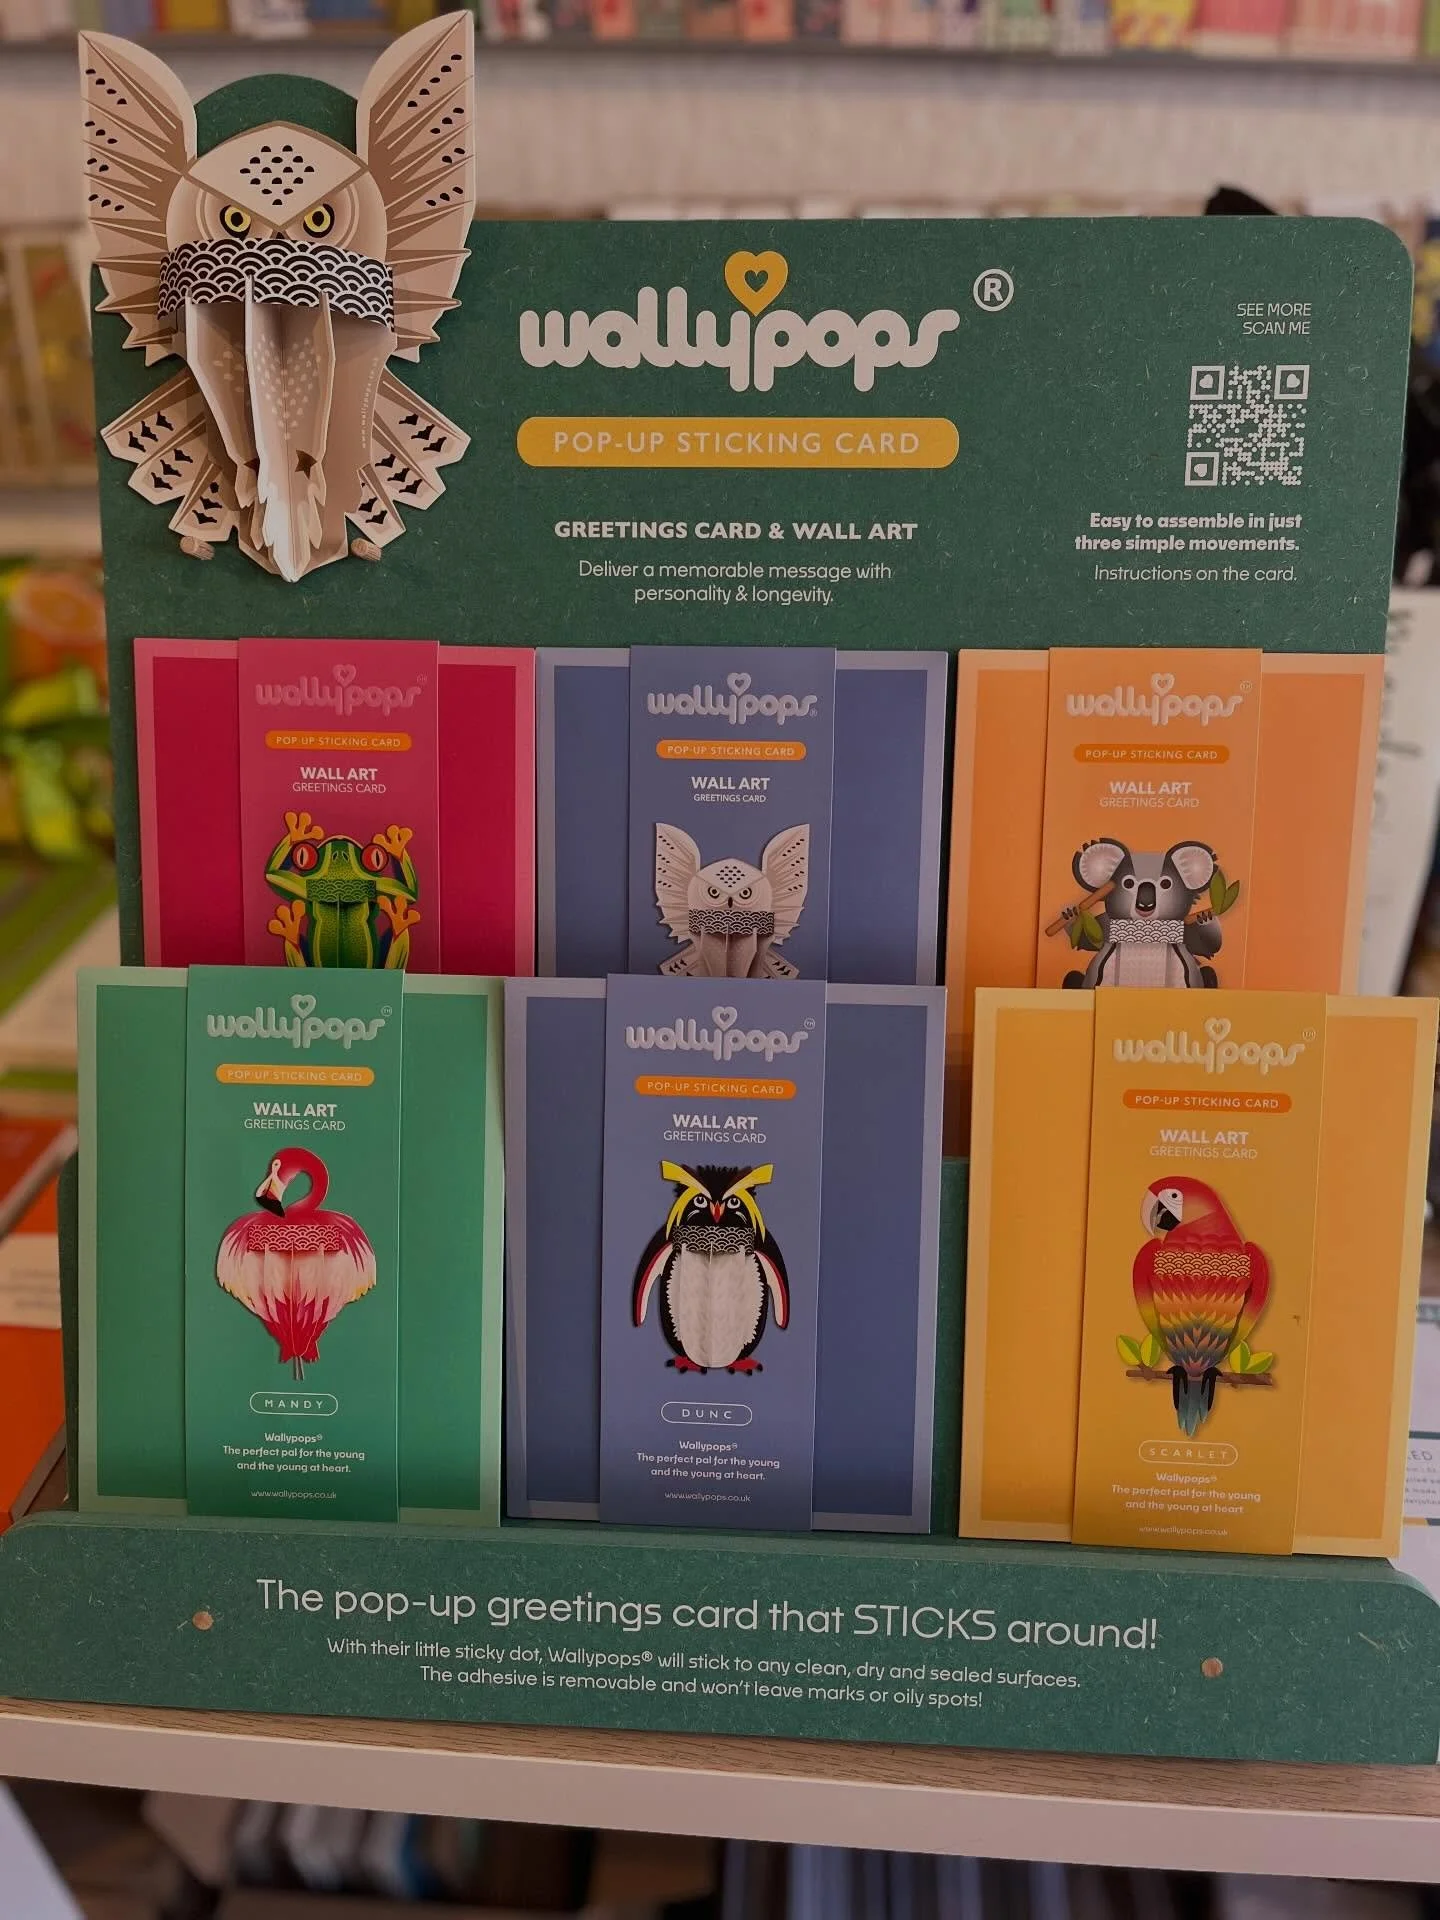 wallypops®
POP-UP STICKING CARD
GREETINGS CARD & WALL ART
Deliver a memorable message with
personality & longevity.
SEE MORE
SCAN ME
Easy to assemble in just
three simple movements.
Instructions on the card.
wallypops™
POP-UP STICKING CARD
WALL ART
GREETINGS CARD
wallypops®
POP-UP STICKING CARD
WALL ART
GREETINGS CARD
wallypops™
POP-UP STICKING CARD
WALL ART
GREETINGS CARD
wallypops™
POP-UP STICKING CARD
WALL ART
GREETINGS CARD
MANDY
Wallypops®
The perfect pal for the young
and the young at heart.
www.wallypops.co.uk
wallypops™
POP-UP STICKING CARD
WALL ART
GREETINGS CARD
DUNC
Wallypops®
The perfect pal for the young
and the young at heart.
www.wallypops.co.uk
wallypops™
POP-UP STICKING CARD
WALL ART
GREETINGS CARD
SCARLET
Wallypops®
The perfect pal for the young
and the young at heart
www.wallypops.co.uk
The pop-up greetings card that STICKS around!
With their little sticky dot, Wallypops® will stick to any clean, dry and sealed surfaces.
The adhesive is removable and won't leave marks or oily spots!